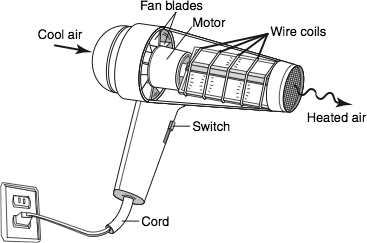 Fan blades
Motor
Cool air
Wire coils
Heated air
Switch
Cord